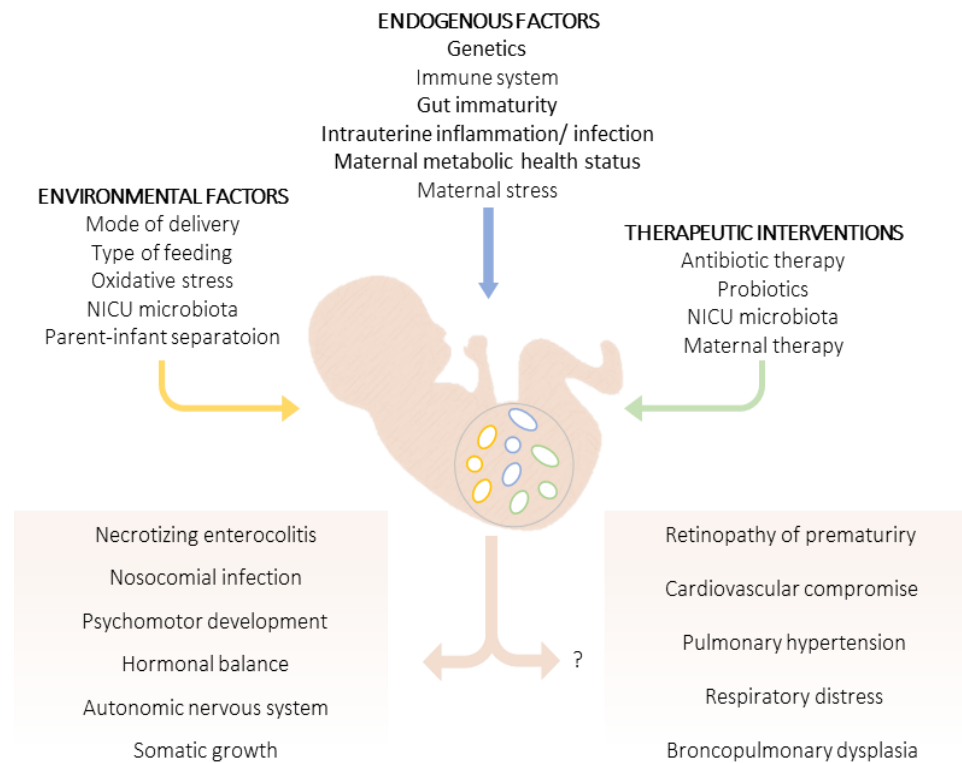 ENDOGENOUS FACTORS
Genetics
Immune system
Gut immaturity
Intrauterine inflammation/ infection
Maternal metabolic health status
Maternal stress
ENVIRONMENTAL FACTORS
Mode of delivery
Type of feeding
Oxidative stress
NICU microbiota
Parent-infant separatoion
THERAPEUTIC INTERVENTIONS
Antibiotic therapy
Probiotics
NICU microbiota
Maternal therapy
Necrotizing enterocolitis
Nosocomial infection
Psychomotor development
Hormonal balance
Autonomic nervous system
Somatic growth
?
Retinopathy of prematuriry
Cardiovascular compromise
Pulmonary hypertension
Respiratory distress
Broncopulmonary dysplasia